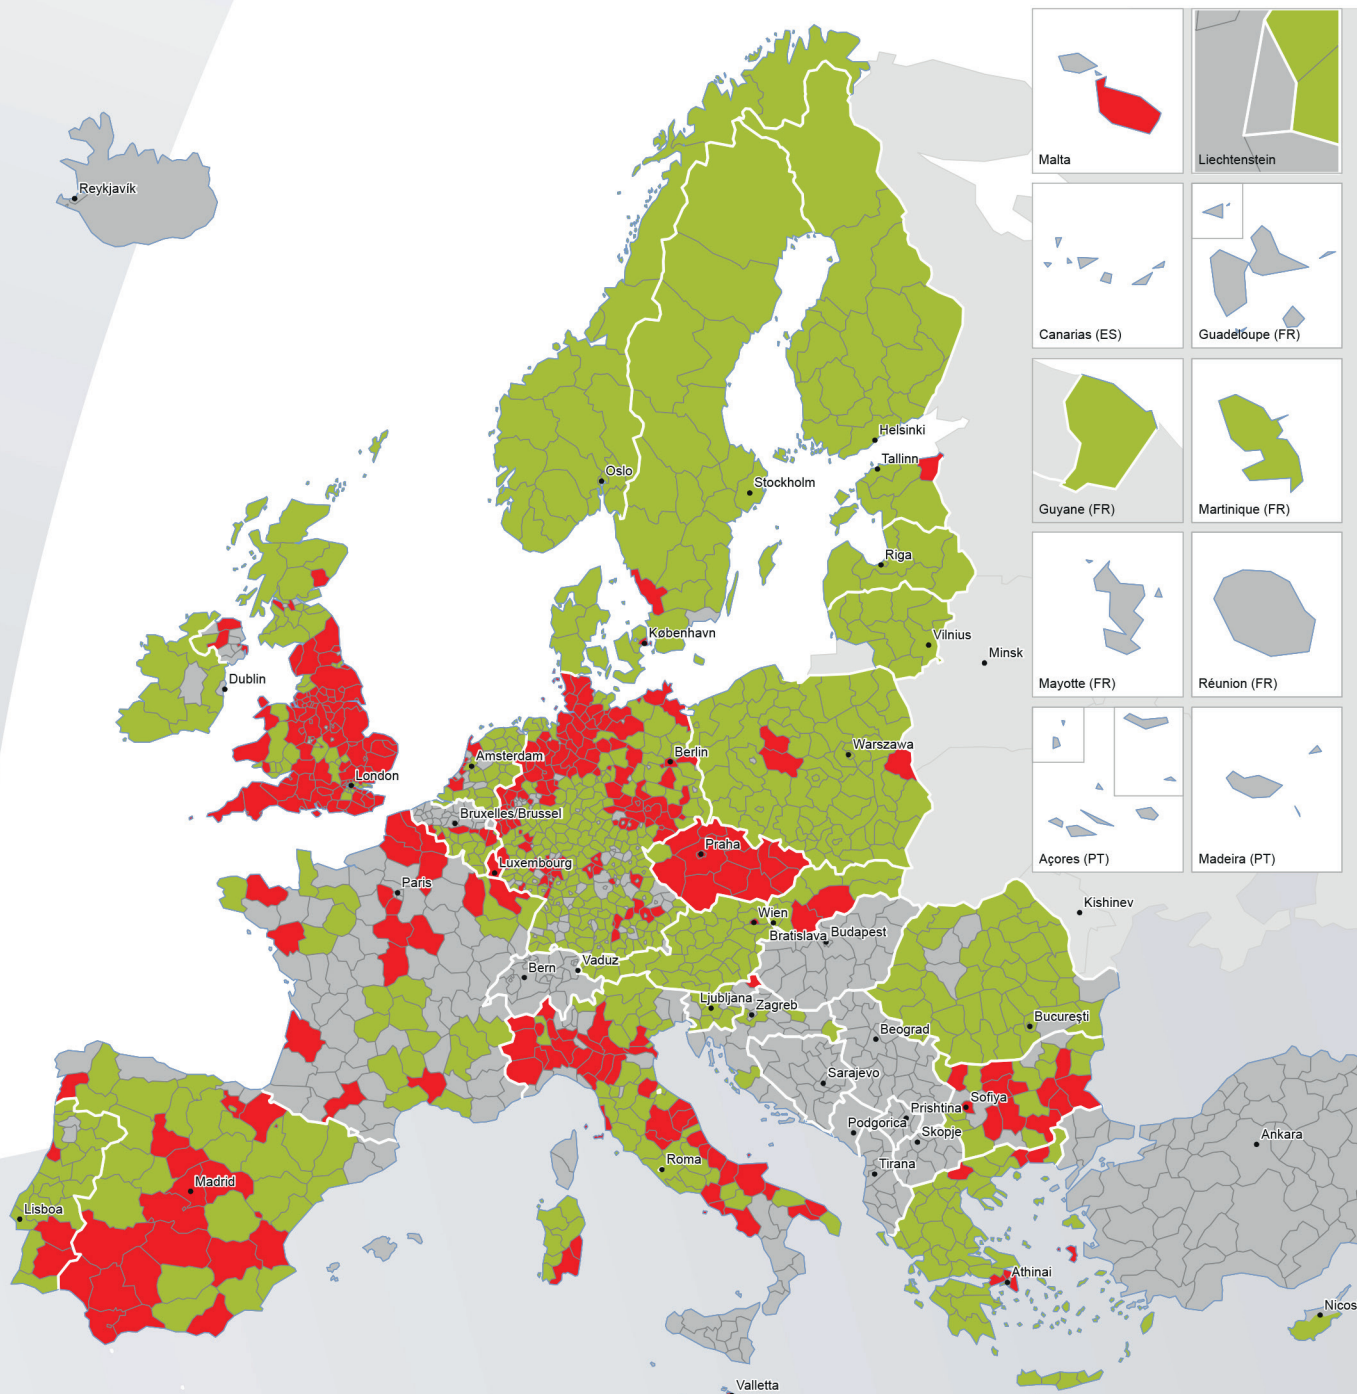 Malta
Liechtenstein
Reykjavík
Canarias (ES)
Guadeloupe (FR)
Helsinki
Tallinn
Oslo
Stockholm
Guyane (FR)
Martinique (FR)
Riga
København
Vilnius
Minsk
Dublin
Mayotte (FR)
Réunion (FR)
Warszawa
Amsterdam
Berlin
London
Bruxelles/Brussel
Praha
Luxembourg
Açores (PT)
Madeira (PT)
Paris
Kishinev
Wien
Bratislava
Budapest
Bern
Vaduz
Ljubljana
Zagreb
Bucureşti
Beograd
Sarajevo
Sofiya
Prishtina
Podgorica
Skopje
Ankara
Roma
Tirana
Madrid
Lisboa
Athinai
Nicos
Valletta